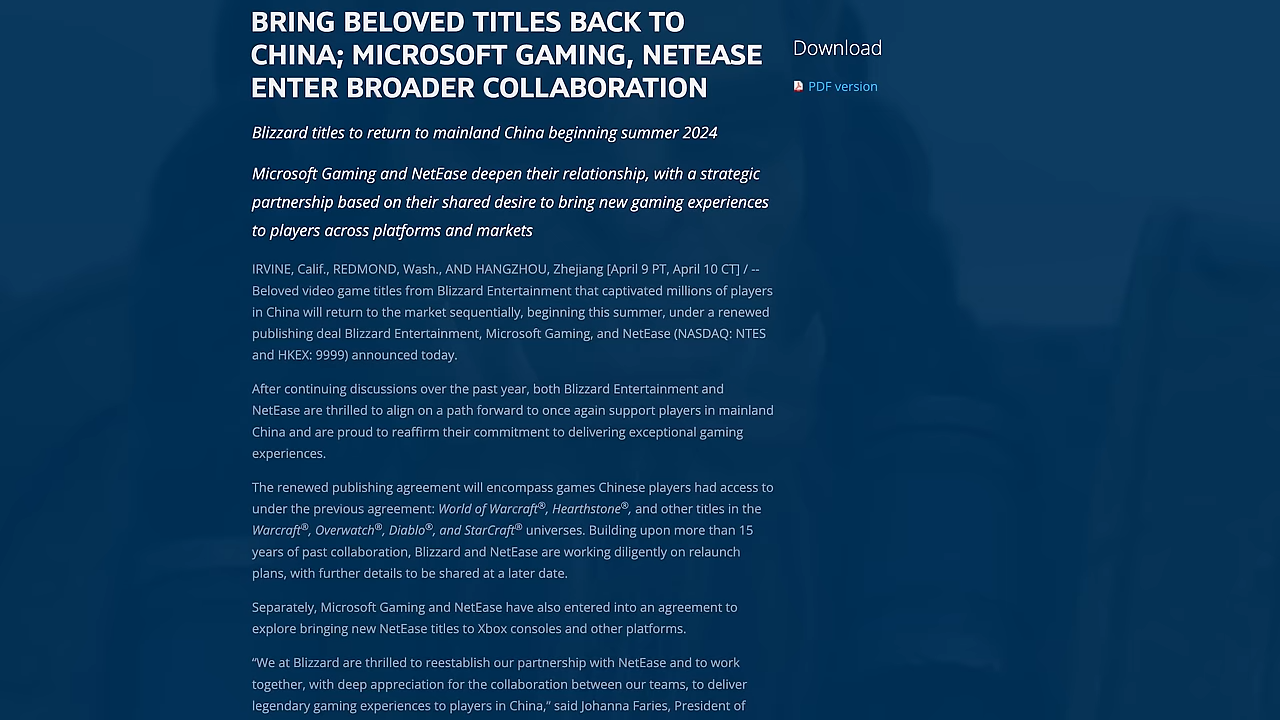 BRING BELOVED TITLES BACK TO
CHINA; MICROSOFT GAMING, NETEASE
ENTER BROADER COLLABORATION
Blizzard titles to return to mainland China beginning summer 2024
Microsoft Gaming and NetEase deepen their relationship, with a strategic
partnership based on their shared desire to bring new gaming experiences
to players across platforms and markets
IRVINE, Calif., REDMOND, Wash., AND HANGZHOU, Zhejiang [April 9 PT, April 10 CT] / --
Beloved video game titles from Blizzard Entertainment that captivated millions of players
in China will return to the market sequentially, beginning this summer, under a renewed
publishing deal Blizzard Entertainment, Microsoft Gaming, and NetEase (NASDAQ: NTES
and HKEX: 9999) announced today.
After continuing discussions over the past year, both Blizzard Entertainment and
NetEase are thrilled to align on a path forward to once again support players in mainland
China and are proud to reaffirm their commitment to delivering exceptional gaming
experiences.
The renewed publishing agreement will encompass games Chinese players had access to
under the previous agreement: World of Warcraft®, Hearthstone®, and other titles in the
Warcraft®, Overwatch®, Diablo®, and StarCraft® universes. Building upon more than 15
years of past collaboration, Blizzard and NetEase are working diligently on relaunch
plans, with further details to be shared at a later date.
Separately, Microsoft Gaming and NetEase have also entered into an agreement to
explore bringing new NetEase titles to Xbox consoles and other platforms.
“We at Blizzard are thrilled to reestablish our partnership with NetEase and to work
together, with deep appreciation for the collaboration between our teams, to deliver
legendary gaming experiences to players in China,” said Johanna Faries, President of
Download
PDF version